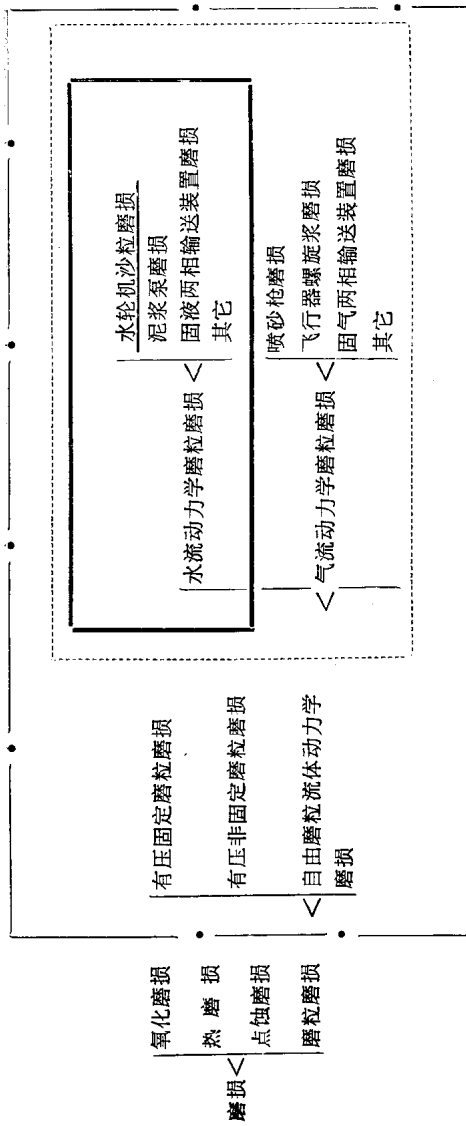 磨损
氧化磨损
热磨损
点蚀磨损
磨粒磨损
有压固定磨粒磨损
有压非固定磨粒磨损
自由磨粒流体动力学
磨损
水流动力学磨粒磨损
气流动力学磨粒磨损
水轮机沙粒磨损
泥浆泵磨损
固液两相输送装置磨损
其它
喷砂枪磨损
飞行器螺旋浆磨损
固气两相输送装置磨损
其它